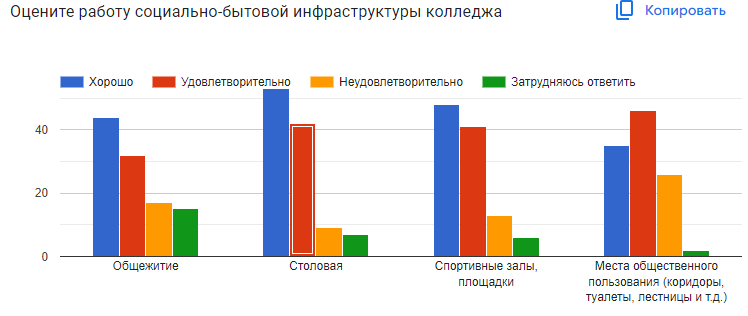 Оцените работу социально-бытовой инфраструктуры колледжа
Копировать
Хорошо Удовлетворительно Неудовлетворительно Затрудняюсь ответить
40
20
0
Общежитие
Столовая
Спортивные залы,
площадки
Места общественного
пользования (коридоры,
туалеты, лестницы и т.д.)